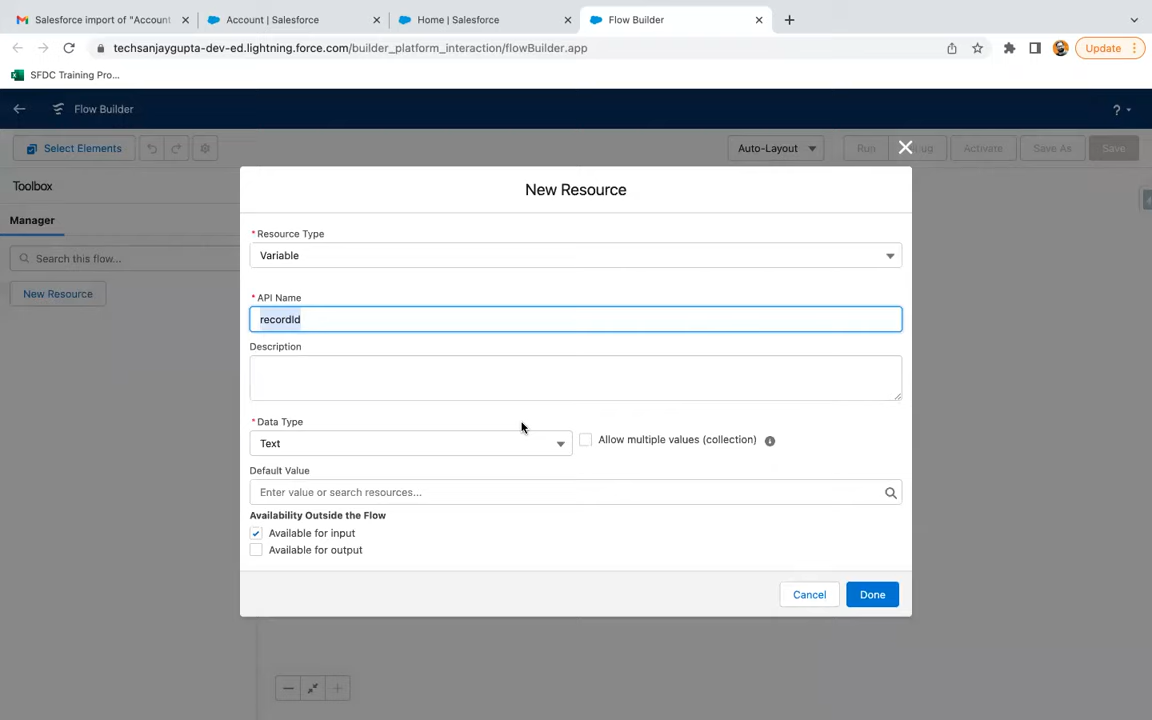 Salesforce import of "Account
Account | Salesforce
Home | Salesforce
Flow Builder
techsanjaygupta-dev-ed.lightning.force.com/builder_platform_interaction/flowBuilder.app
Update
SFDC Training Pro...
Flow Builder
?
Select Elements
Auto-Layout
Run
ug
Activate
Save As
Save
Toolbox
New Resource
Manager
* Resource Type
Variable
Search this flow...
New Resource
* API Name
recordId
Description
* Data Type
Text
Allow multiple values (collection)
Default Value
Enter value or search resources...
Availability Outside the Flow
Available for input
Available for output
Cancel
Done